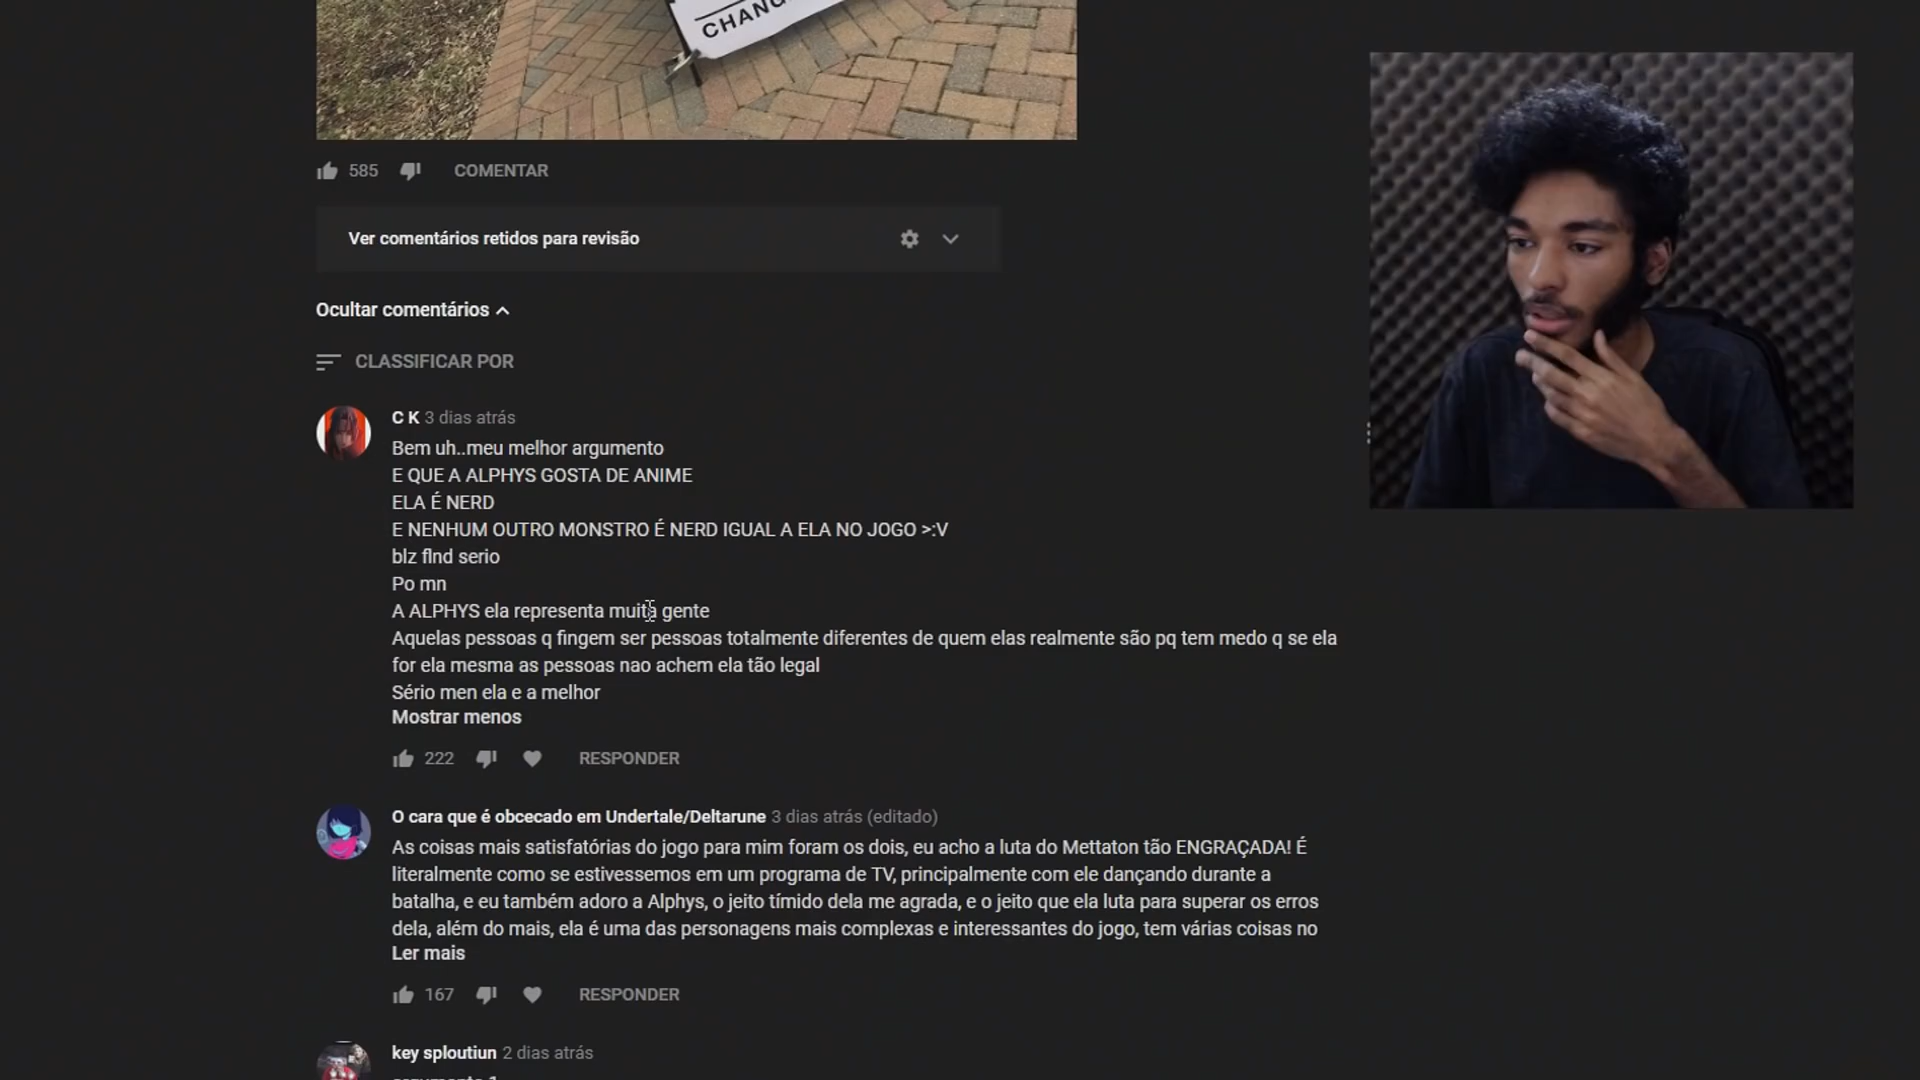 CHANG
585 COMENTAR
Ver comentários retidos para revisão
Ocultar comentários
CLASSIFICAR POR
C K 3 dias atrás
Bem uh..meu melhor argumento
E QUE A ALPHYS GOSTA DE ANIME
ELA É NERD
E NENHUM OUTRO MONSTRO É NERD IGUAL A ELA NO JOGO >:V
blz flnd serio
Po mn
A ALPHYS ela representa muita gente
Aquelas pessoas q fingem ser pessoas totalmente diferentes de quem elas realmente são pq tem medo q se ela
for ela mesma as pessoas nao achem ela tão legal
Sério men ela e a melhor
Mostrar menos
222 RESPONDER
O cara que é obcecado em Undertale/Deltarune 3 dias atrás (editado)
As coisas mais satisfatórias do jogo para mim foram os dois, eu acho a luta do Mettaton tão ENGRAÇADA! É
literalmente como se estivessemos em um programa de TV, principalmente com ele dançando durante a
batalha, e eu também adoro a Alphys, o jeito tímido dela me agrada, e o jeito que ela luta para superar os erros
dela, além do mais, ela é uma das personagens mais complexas e interessantes do jogo, tem várias coisas no
Ler mais
167 RESPONDER
key sploutiun 2 dias atrás